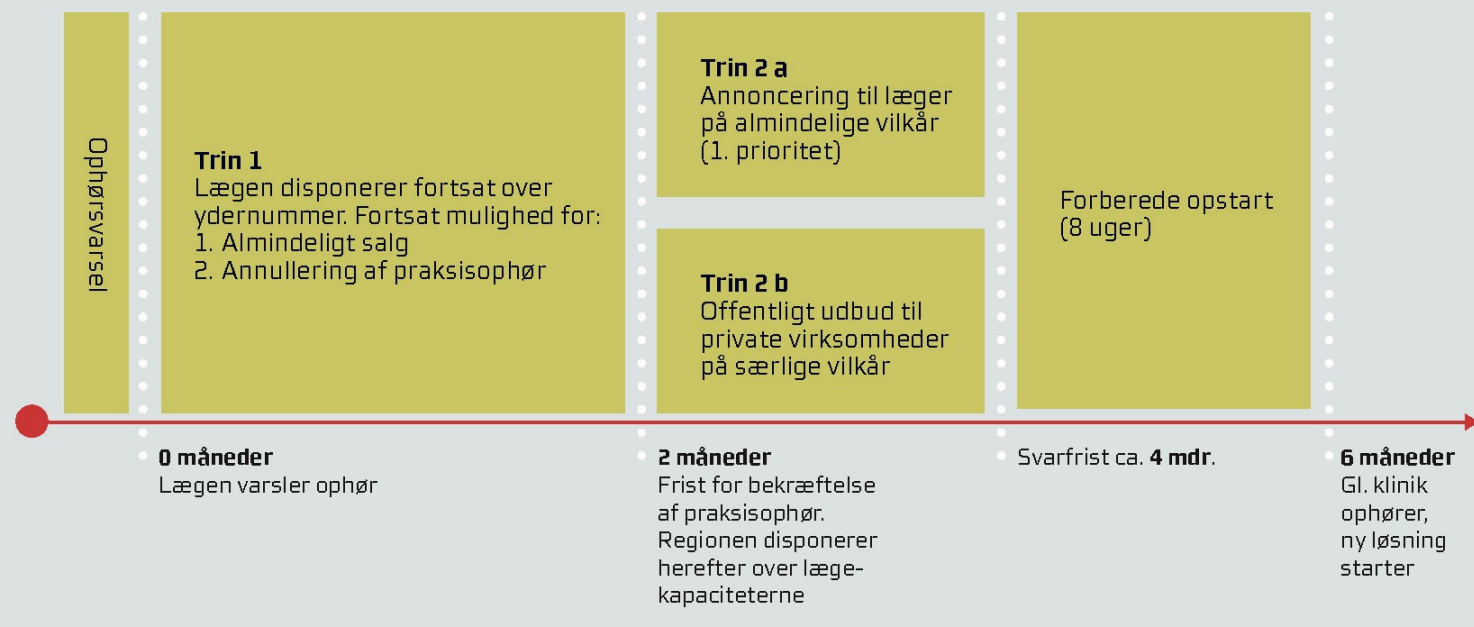 Ophørsvarsel
Trin 1
Lægen disponerer fortsat over
ydernummer. Fortsat mulighed for:
1. Almindeligt salg
2. Annullering af praksisophør
Trin 2 a
Annoncering til læger
på almindelige vilkår
(1. prioritet)
Trin 2 b
Offentligt udbud til
private virksomheder
på særlige vilkår
Forberede opstart
(8 uger)
0 måneder
Lægen varsler ophør
2 måneder
Frist for bekræftelse
af praksisophør.
Regionen disponerer
herefter over læge-
kapaciteterne
Svarfrist ca. 4 mdr.
6 måneder
Gl. klinik
ophører,
ny løsning
starter